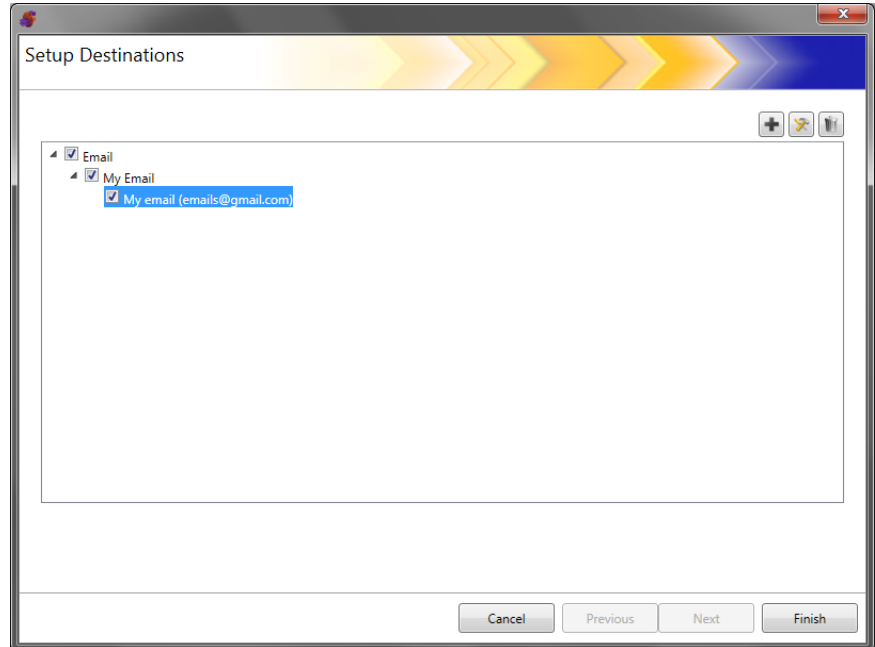 Setup Destinations
Email
My Email
My email (emails@gmail.com)
Cancel Previous Next Finish